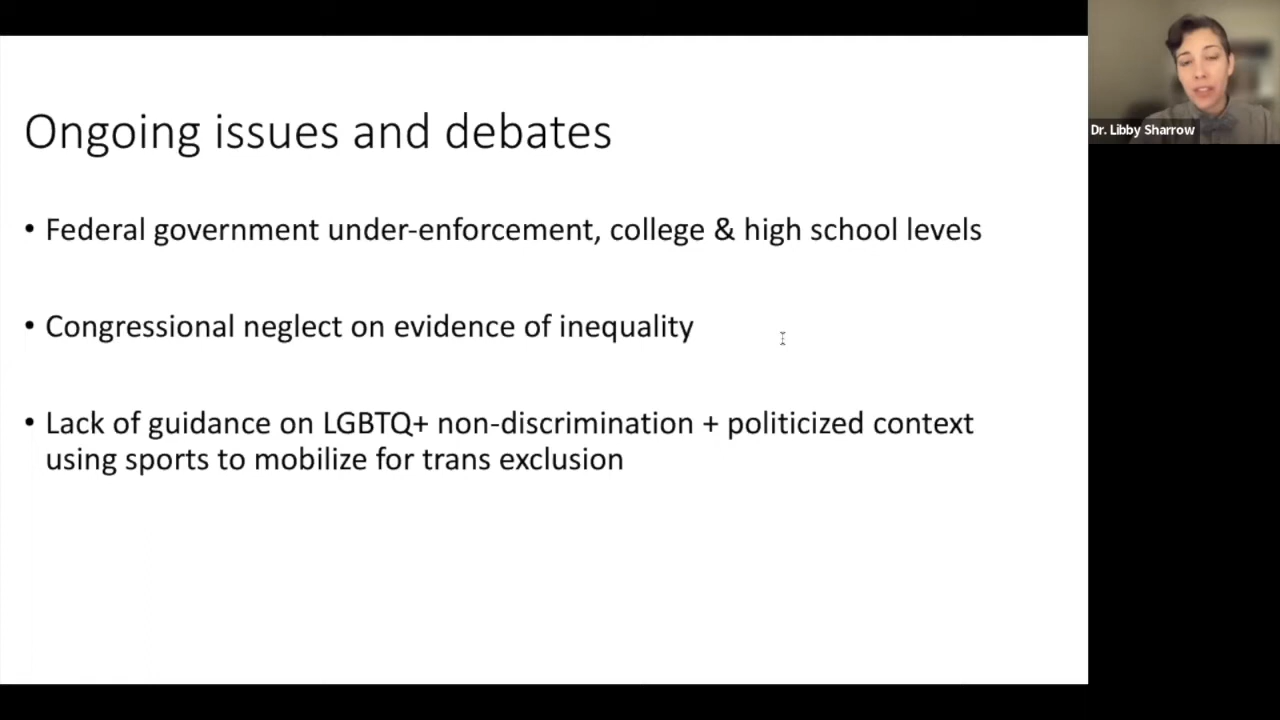 Ongoing issues and debates
• Federal government under-enforcement, college & high school levels
• Congressional neglect on evidence of inequality
• Lack of guidance on LGBTQ+ non-discrimination + politicized context
using sports to mobilize for trans exclusion
Dr. Libby Sharrow